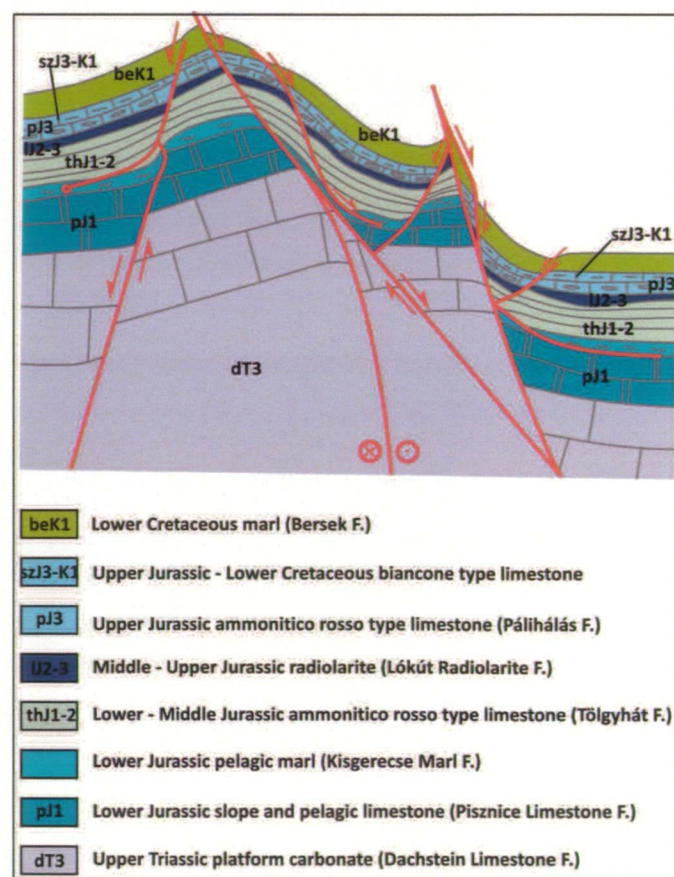 szJ3-K1
beK1
pJ3
lJ2-3
thJ1-2
pJ1
beK1
szJ3-K1
pJ3
lJ2-3
thJ1-2
pJ1
dT3
beK1 Lower Cretaceous marl (Bersek F.)
szJ3-K1 Upper Jurassic - Lower Cretaceous biancone type limestone
pJ3 Upper Jurassic ammonitico rosso type limestone (Pálihálás F.)
lJ2-3 Middle - Upper Jurassic radiolarite (Lókút Radiolarite F.)
thJ1-2 Lower - Middle Jurassic ammonitico rosso type limestone (Tölgyhát F.)
Lower Jurassic pelagic marl (Kisgerecse Marl F.)
pJ1 Lower Jurassic slope and pelagic limestone (Pisznice Limestone F.)
dT3 Upper Triassic platform carbonate (Dachstein Limestone F.)